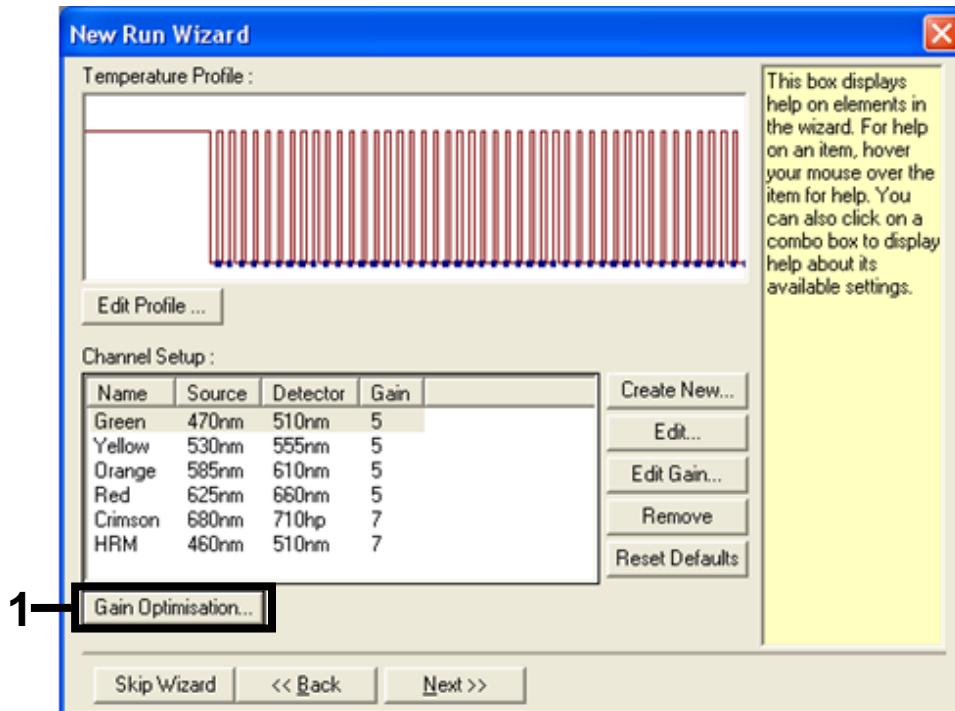 New Run Wizard
Temperature Profile :
This box displays
help on elements in
the wizard. For help
on an item, hover
your mouse over the
item for help. You
can also click on a
combo box to display
help about its
available settings.
Edit Profile ...
Channel Setup :
Name Source Detector Gain
Green 470nm 510nm 5
Yellow 530nm 555nm 5
Orange 585nm 610nm 5
Red 625nm 660nm 5
Crimson 680nm 710hp 7
HRM 460nm 510nm 7
Create New...
Edit...
Edit Gain...
Remove
Reset Defaults
1
Gain Optimisation...
Skip Wizard
<< Back
Next >>